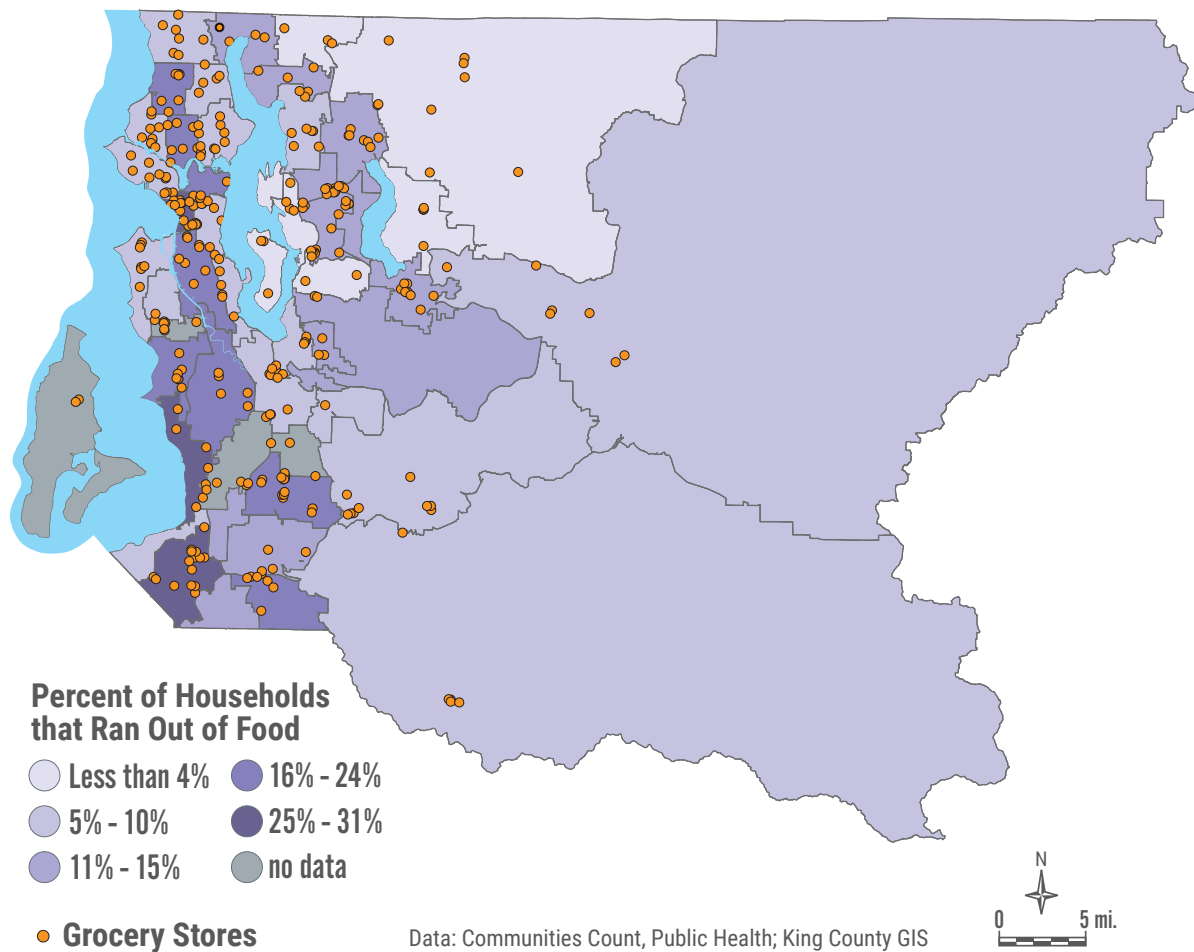 Percent of Households
that Ran Out of Food
Less than 4%
16% - 24%
5% - 10%
25% - 31%
11% - 15%
no data
Grocery Stores
Data: Communities Count, Public Health; King County GIS
N
0 5 mi.